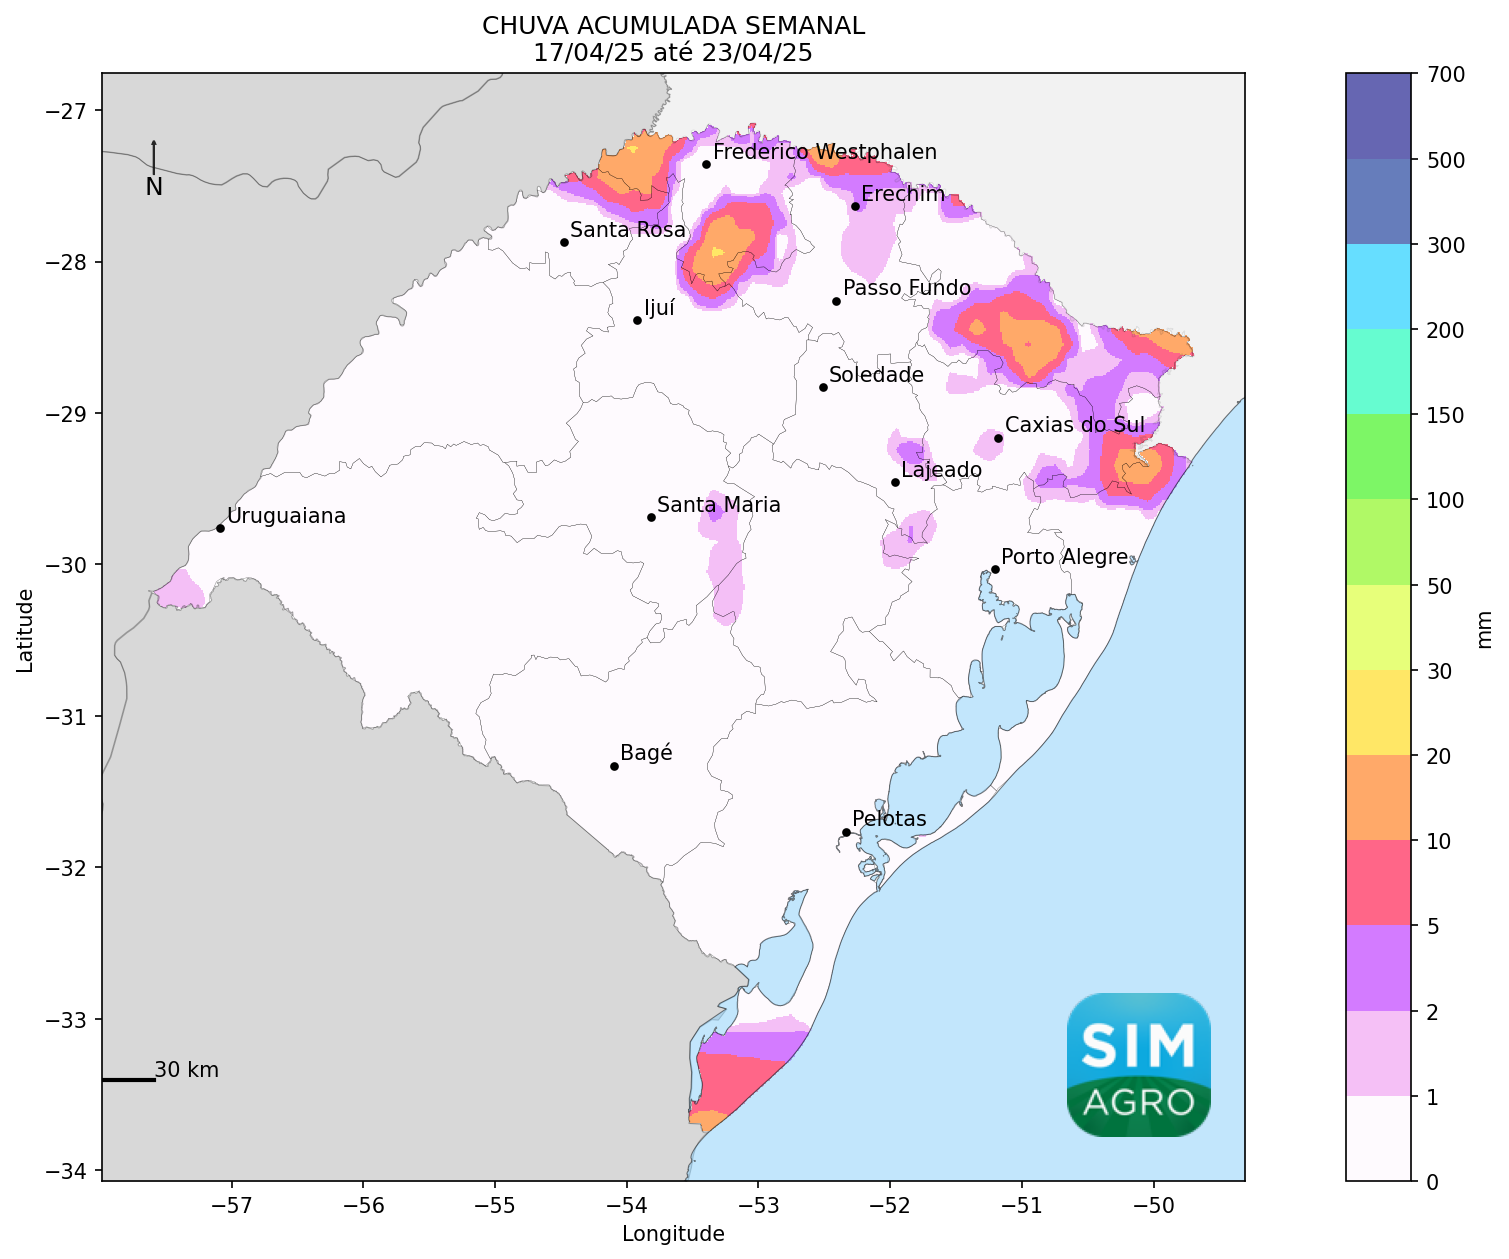 CHUVA ACUMULADA SEMANAL
17/04/25 até 23/04/25
−27
−28
−29
−30
−31
−32
−33
−34
Latitude
N
Frederico Westphalen
Erechim
Santa Rosa
Passo Fundo
Ijuí
Soledade
Caxias do Sul
Lajeado
Santa Maria
Uruguaiana
Porto Alegre
Bagé
Pelotas
30 km
SIM
AGRO
−57
−56
−55
−54
−53
−52
−51
−50
Longitude
700
500
300
200
150
100
50
30
20
10
5
2
1
0
mm